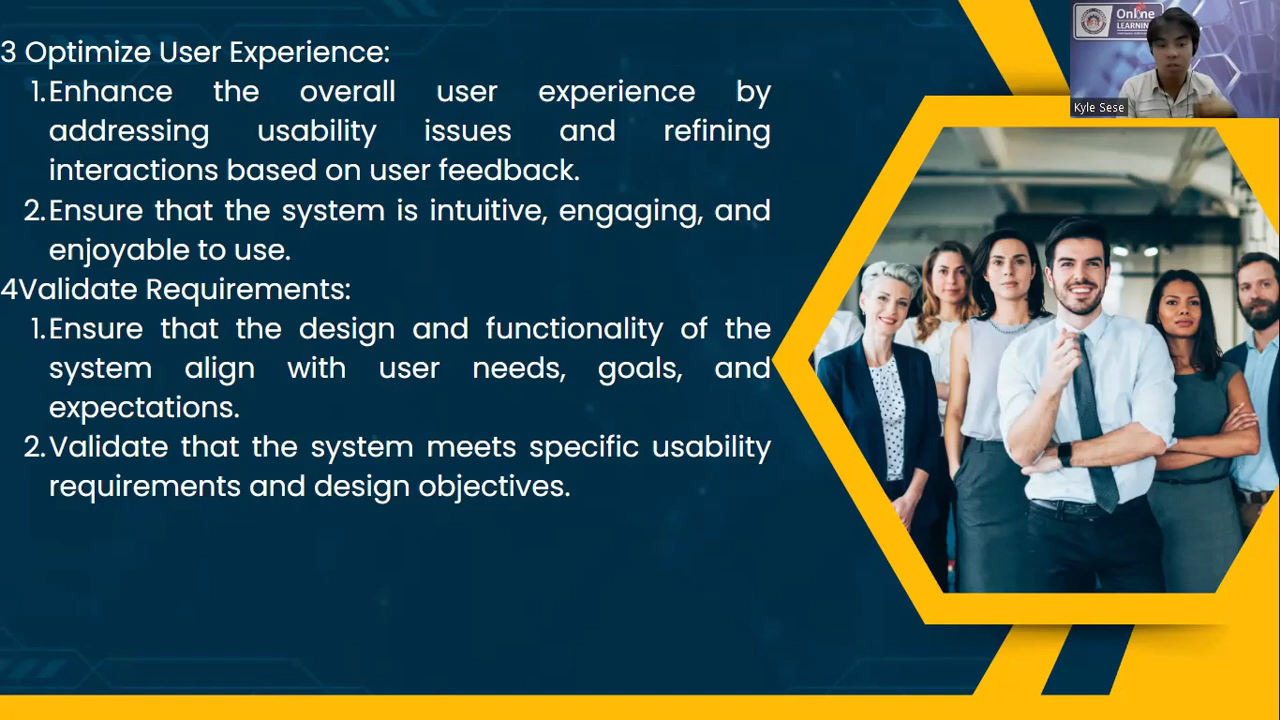 3 Optimize User Experience:
1. Enhance the overall user experience by
addressing usability issues and refining
interactions based on user feedback.
2. Ensure that the system is intuitive, engaging, and
enjoyable to use.
4Validate Requirements:
1. Ensure that the design and functionality of the
system align with user needs, goals, and
expectations.
2. Validate that the system meets specific usability
requirements and design objectives.
Online
LEARNING
Kyle Sese